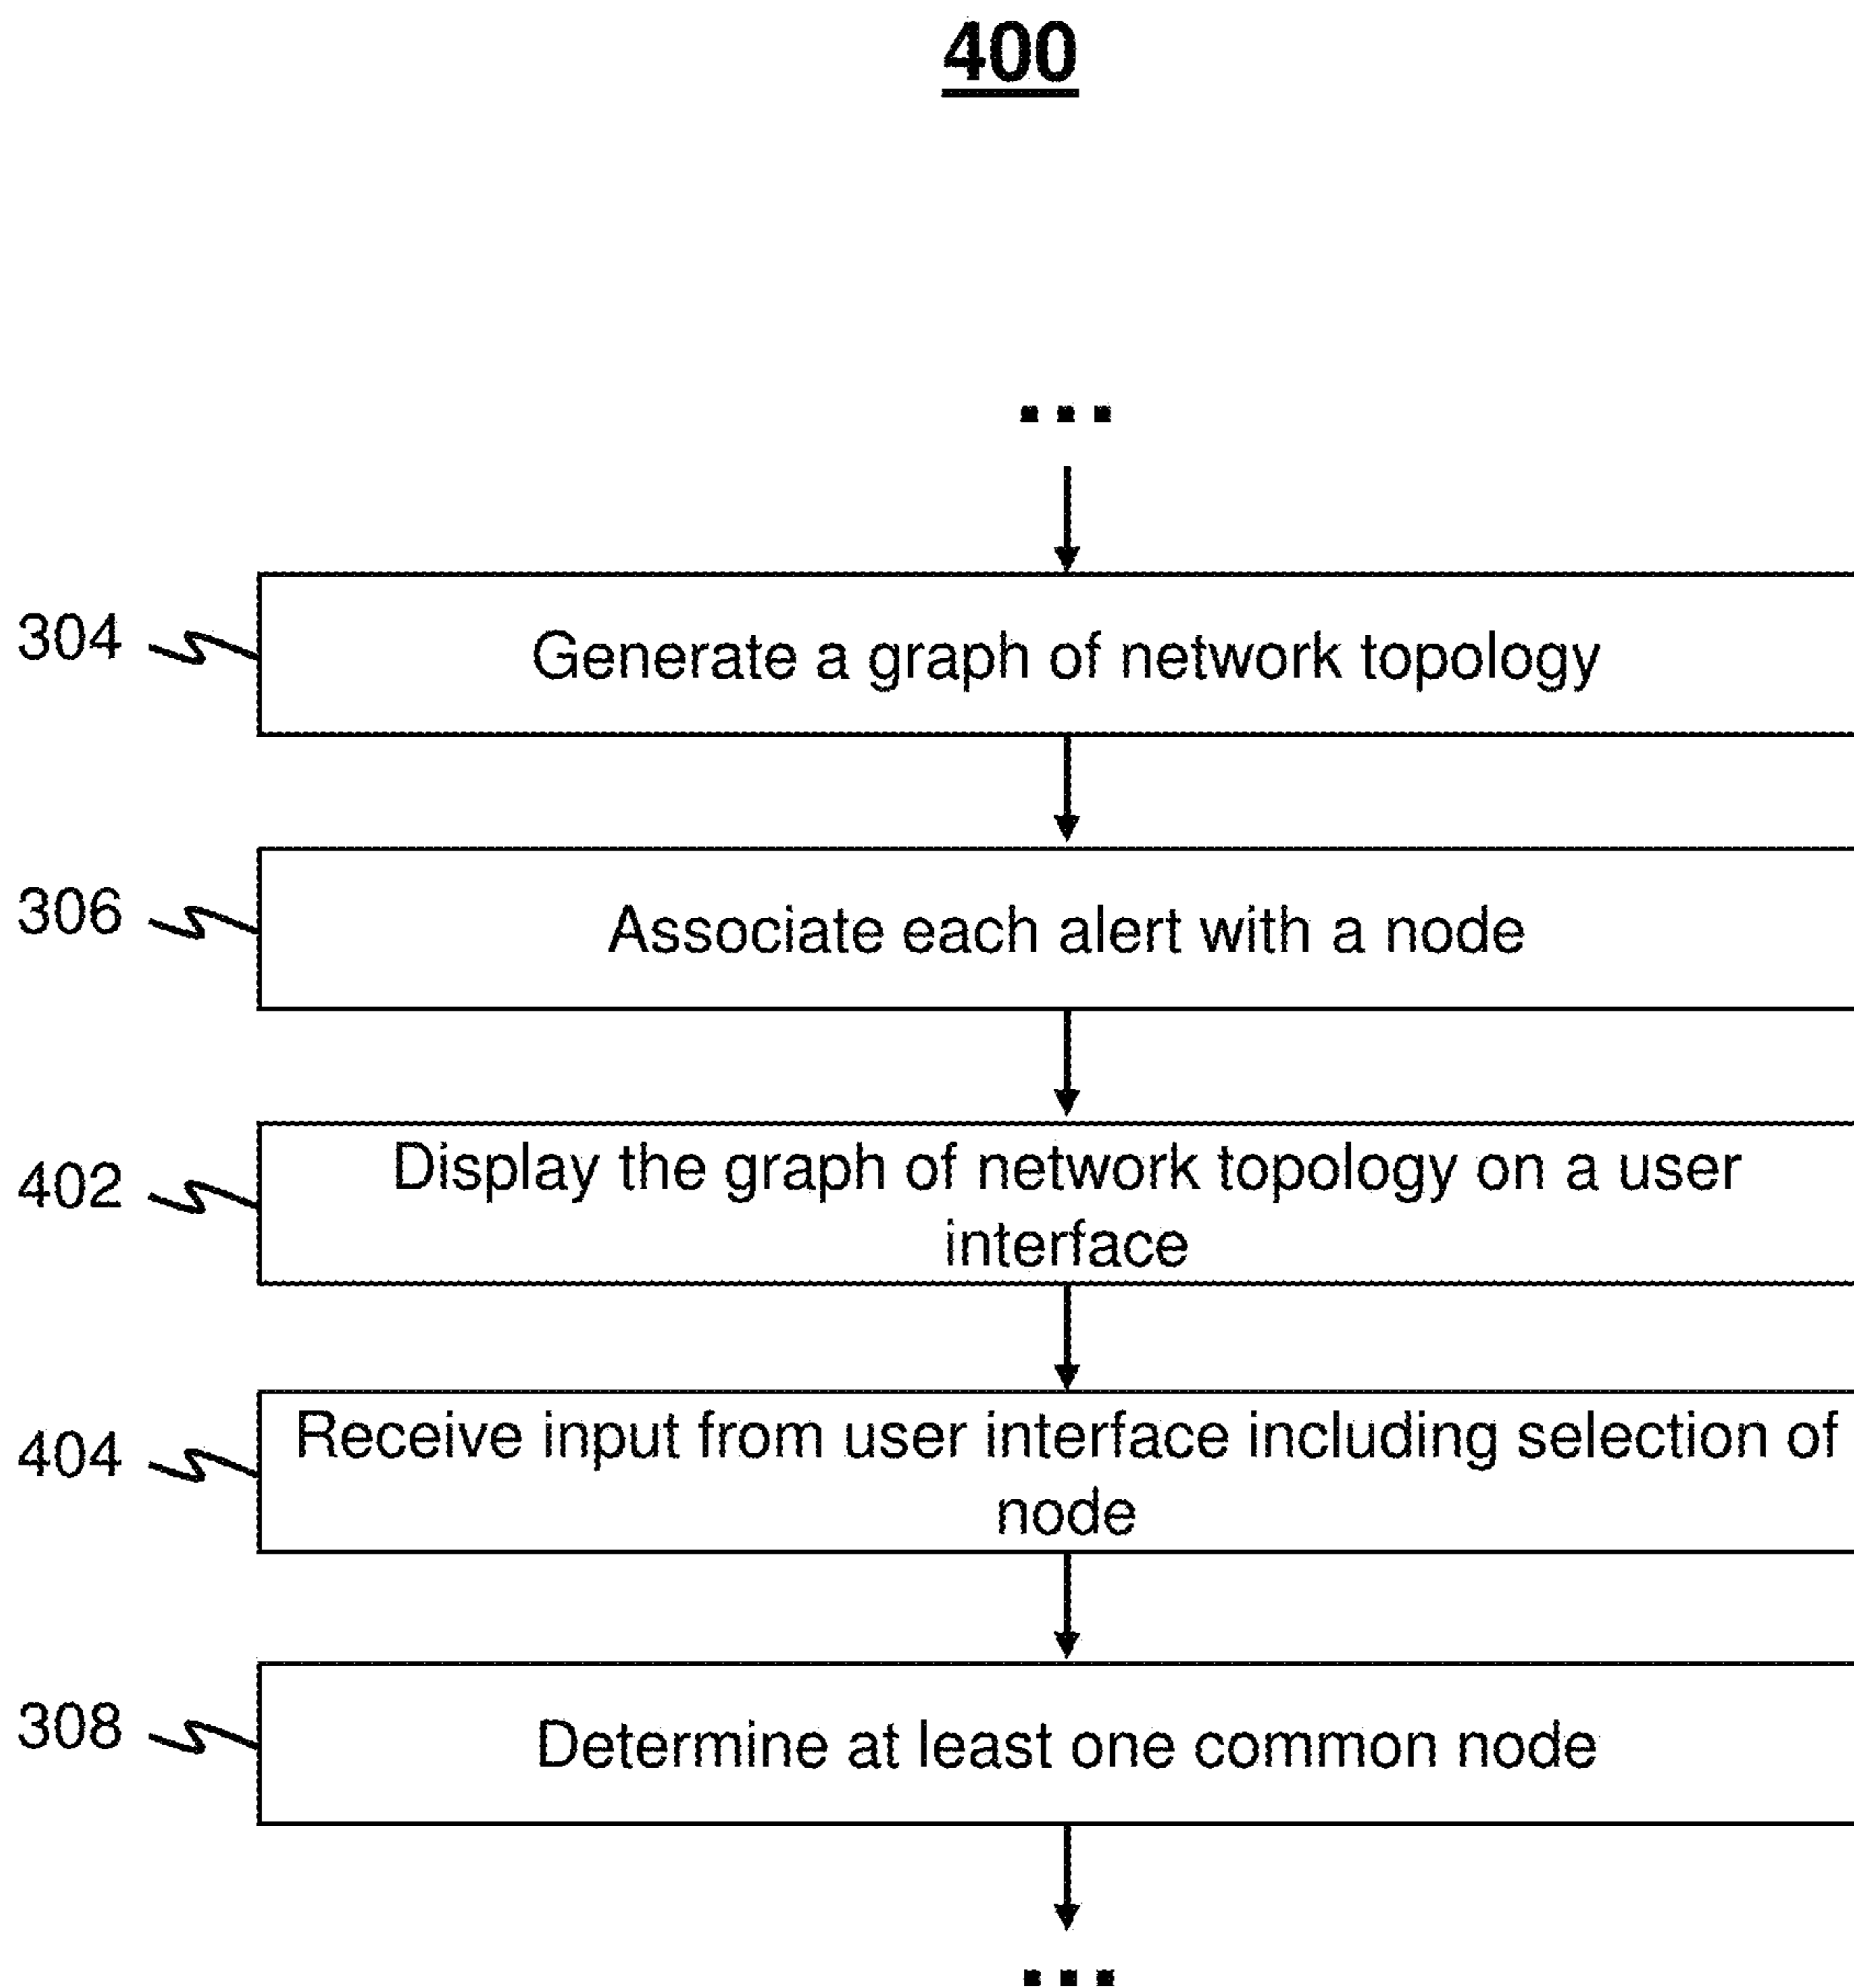 400
...
304
Generate a graph of network topology
306
Associate each alert with a node
402
Display the graph of network topology on a user
interface
404
Receive input from user interface including selection of
node
308
Determine at least one common node
...